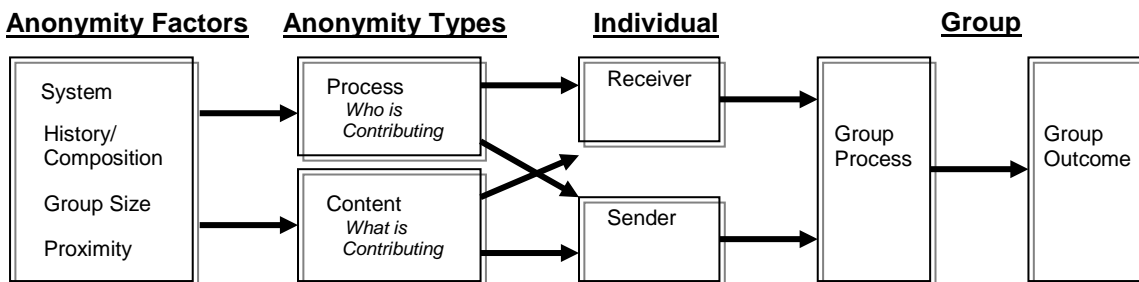 Anonymity Factors
Anonymity Types
Individual
Group
System
History/
Composition
Group Size
Proximity
Process
Who is
Contributing
Content
What is
Contributing
Receiver
Sender
Group
Process
Group
Outcome